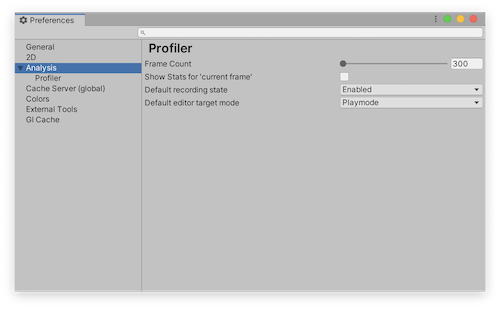 Preferences
General
2D
Analysis
Profiler
Cache Server (global)
Colors
External Tools
GI Cache
Profiler
Frame Count 300
Show Stats for 'current frame'
Default recording state Enabled
Default editor target mode Playmode